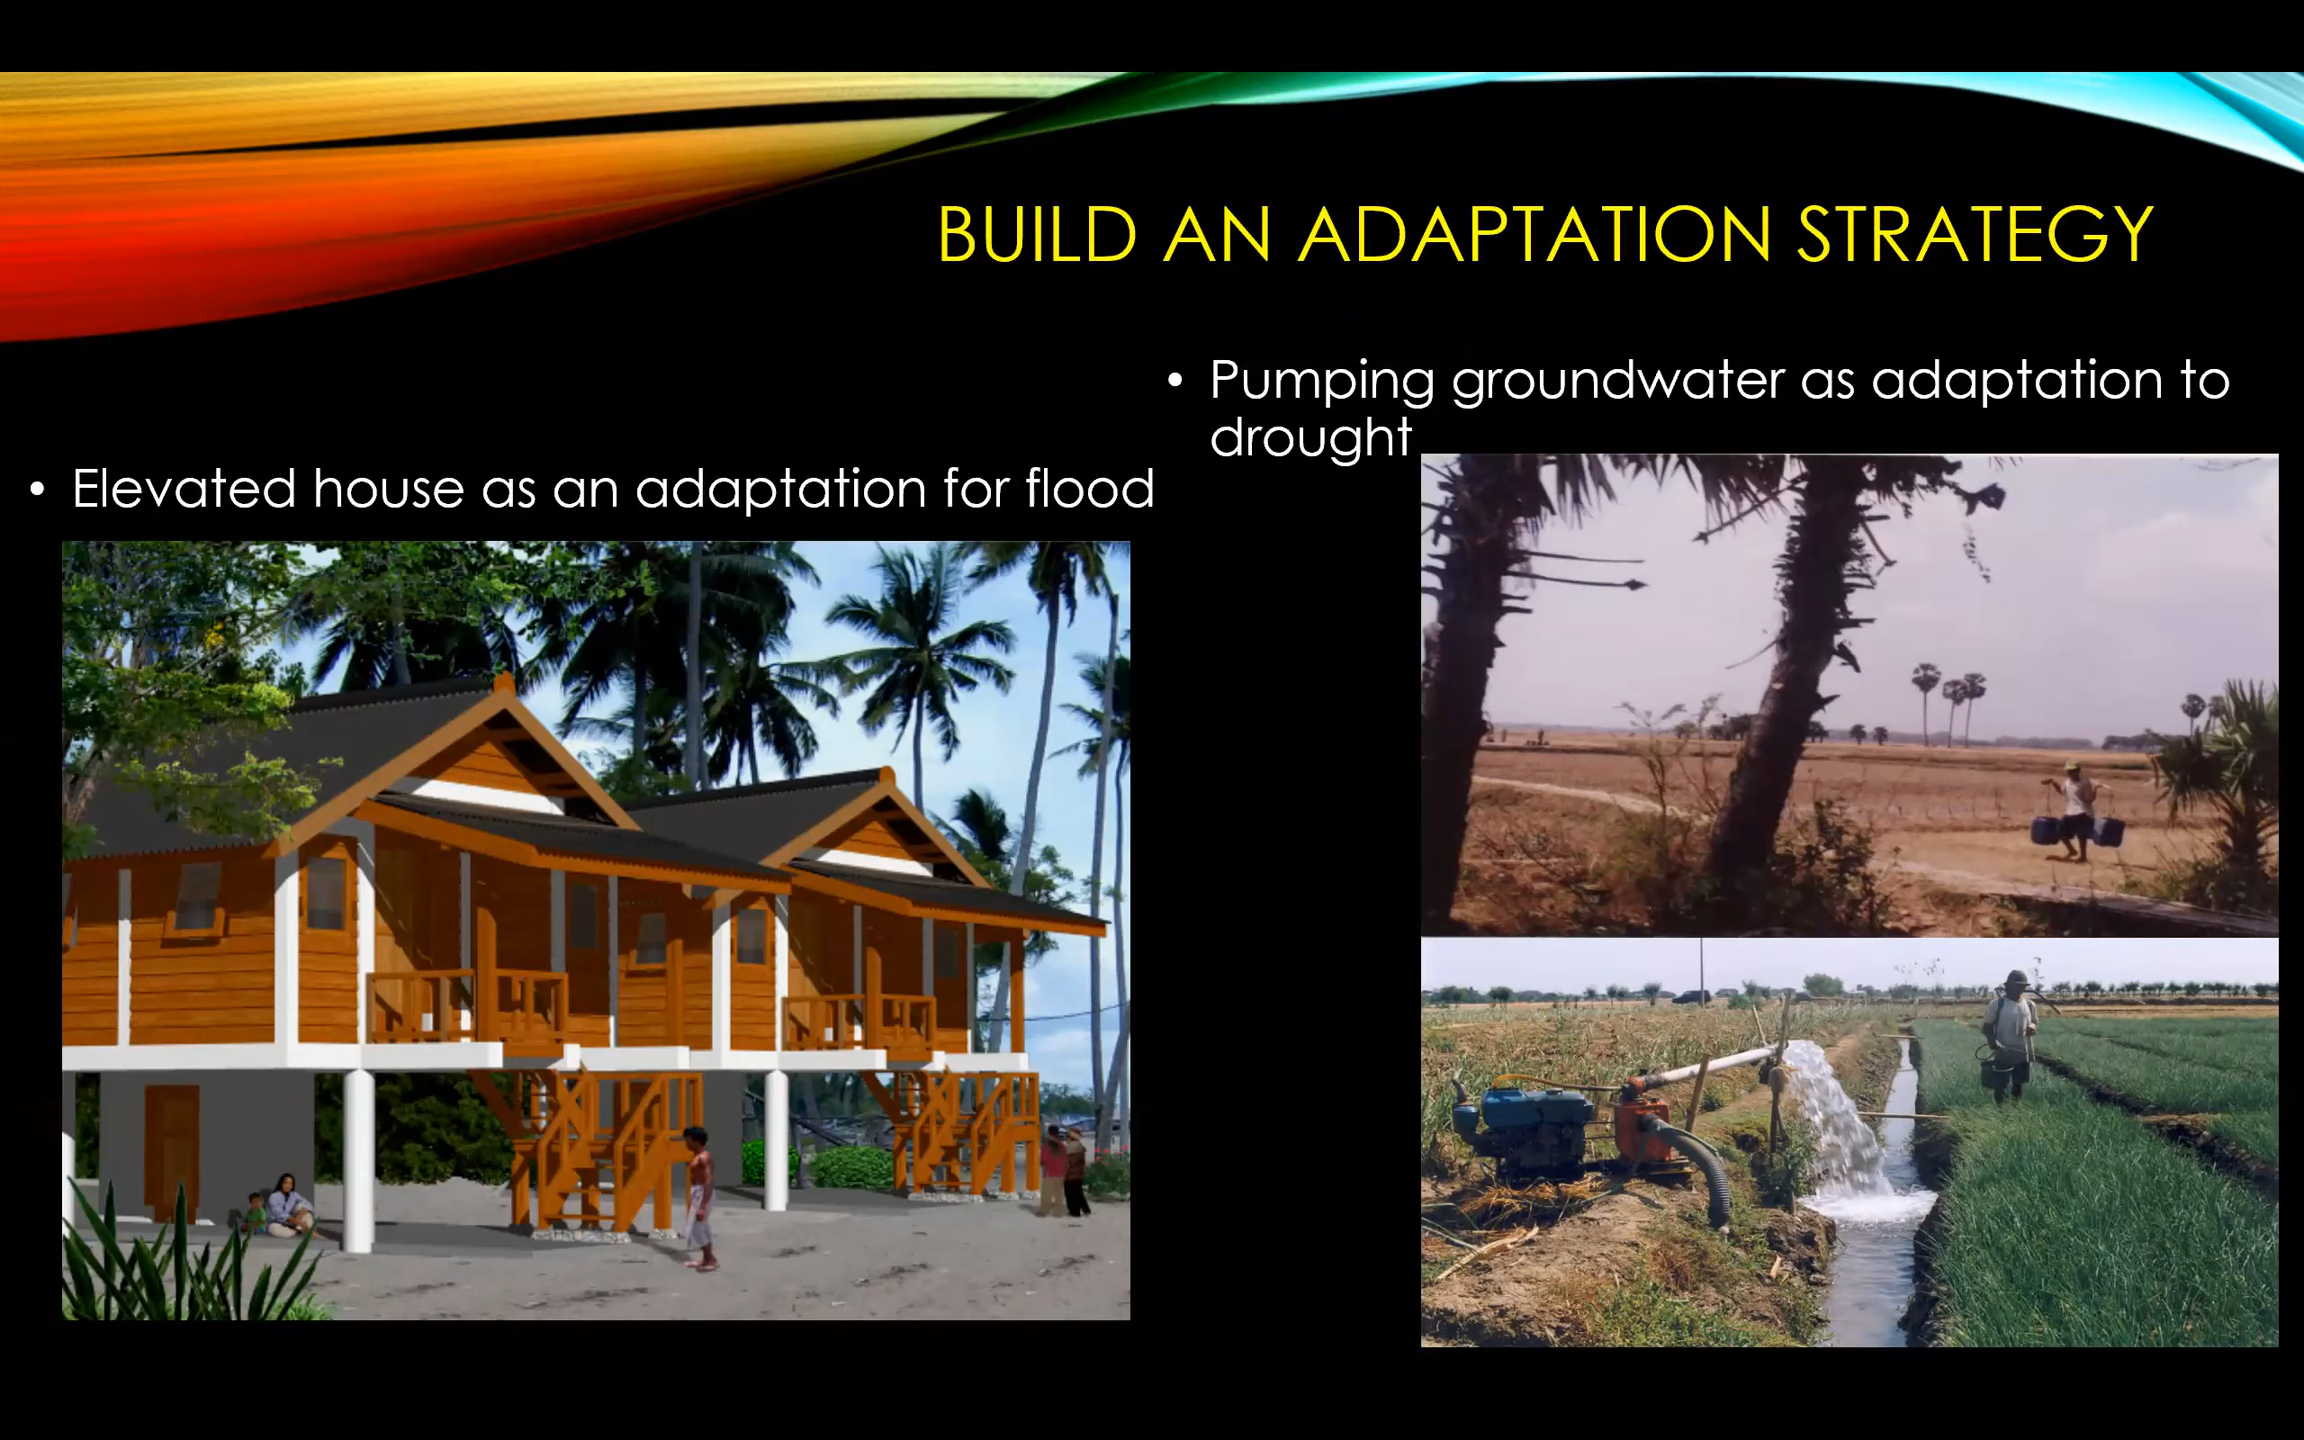 BUILD AN ADAPTATION STRATEGY
• Elevated house as an adaptation for flood
• Pumping groundwater as adaptation to
drought